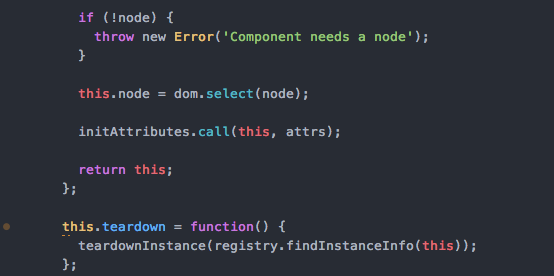 if (!node) {
throw new Error('Component needs a node');
}
this.node = dom.select(node);
initAttributes.call(this, attrs);
return this;
};
this.teardown = function() {
teardownInstance(registry.findInstanceInfo(this));
};